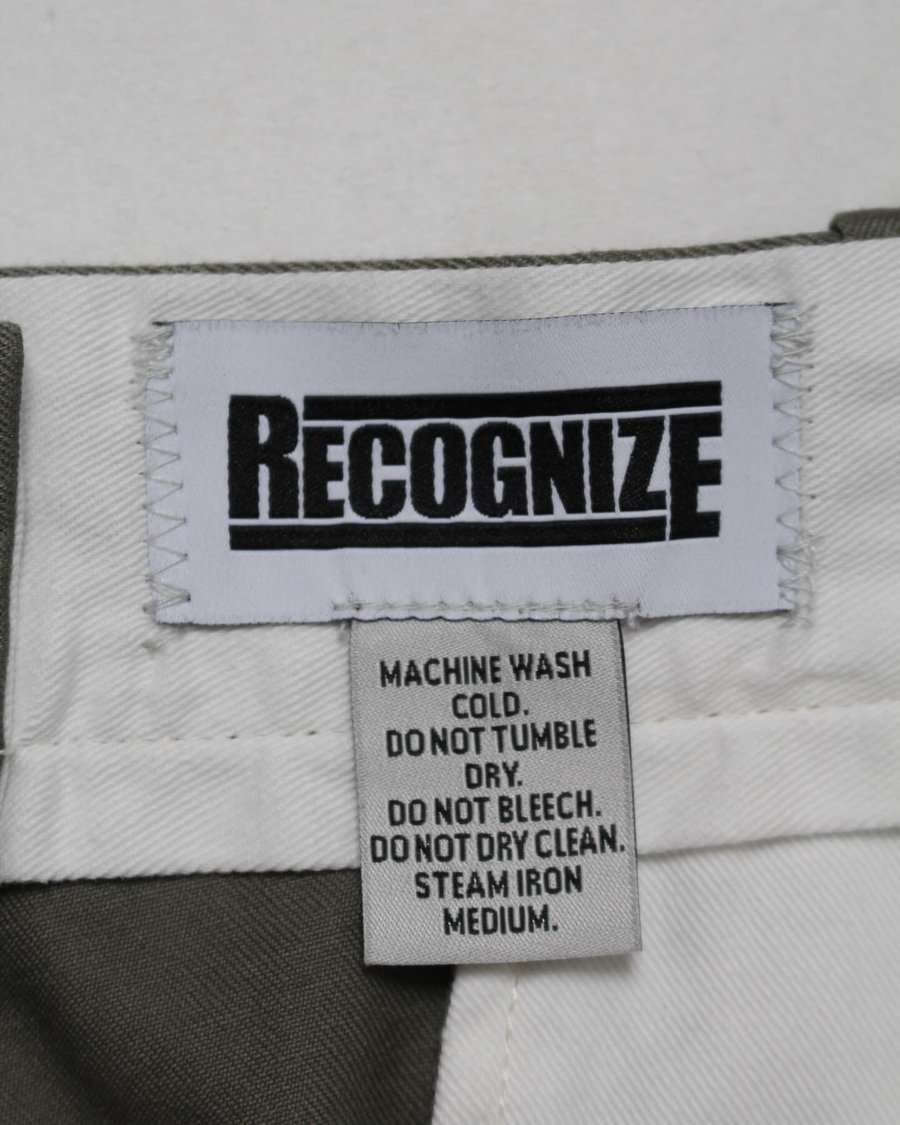 RECOGNIZE
MACHINE WASH
COLD.
DO NOT TUMBLE
DRY.
DO NOT BLEECH.
DO NOT DRY CLEAN.
STEAM IRON
MEDIUM.